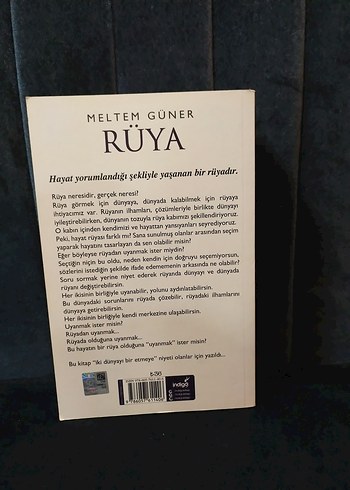 MELTEM GÜNER
RÜYA
Hayat yorumlandığı şekliyle yaşanan bir rüyadır.
Rüya neresidir, gerçek neresi?
Rüya görmek için dünyaya, dünyada kalabilmek için rüyaya
ihtiyacımız var. Rüyanın ilhamları, çözümleriyle birlikte dünyayı
iyileştirebilirken, dünyanın tozuyla rüya kabımızı şekillendiriyoruz.
O kabın içinden kendimizi ve hayattan yansıyanları seyrediyoruz.
Peki, hayat rüyası farklı mı? Sana sunulmuş olanlar arasından seçim
yaparak hayatını tasarlayan da sen olabilir misin?
Eğer böyleyse rüyadan uyanmak ister miydin?
Seçtiğin niçin bu oldu, neden kendin için doğruyu seçemiyorsun,
sözlerini istediğin şekilde ifade edememenin arkasında ne olabilir?
Soru sormak yerine niyet ederek rüyanda dünyayı ve dünyada
rüyanı değiştirebilirsin.
Her ikisinin birliğiyle uyanabilir, yolunu aydınlatabilirsin.
Bu dünyadaki sorunlarını rüyada çözebilir, rüyadaki ilhamlarını
dünyaya getirebilirsin.
Her ikisinin birliğiyle kendi merkezine ulaşabilirsin.
Uyanmak ister misin?
Rüyadan uyanmak...
Rüyada olduğuna uyanmak...
Bu hayatın bir rüya olduğuna "uyanmak" ister misin?
Bu kitap "iki dünyayı bir etmeye" niyeti olanlar için yazıldı...
indigo